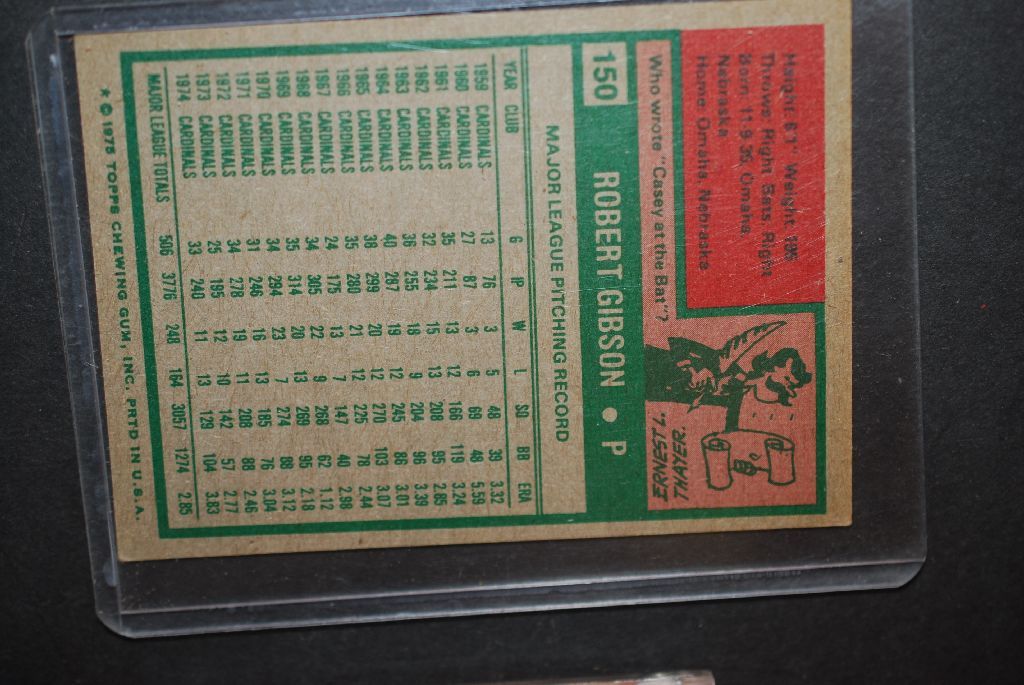 150
ROBERT GIBSON ● P
Height 6'1" Weight 195
Throws: Right Bats: Right
Born: 11-9-35, Omaha,
Nebraska
Home: Omaha, Nebraska
Who wrote "Casey at the Bat"?
ERNEST L.
THAYER.
MAJOR LEAGUE PITCHING RECORD
YEAR CLUB G IP W L SO BB ERA
1959 CARDINALS 13 76 3 5 48 39 3.32
1960 CARDINALS 27 87 3 6 69 48 5.59
1961 CARDINALS 35 211 13 12 166 119 3.24
1962 CARDINALS 32 234 15 13 208 95 2.85
1963 CARDINALS 36 255 18 9 204 96 3.39
1964 CARDINALS 40 287 19 12 245 86 3.01
1965 CARDINALS 38 299 20 12 270 103 3.07
1966 CARDINALS 35 280 21 12 225 78 2.44
1967 CARDINALS 24 175 13 7 147 40 2.98
1968 CARDINALS 34 305 22 9 268 62 1.12
1969 CARDINALS 35 314 20 13 269 95 2.18
1970 CARDINALS 34 294 23 7 274 88 3.12
1971 CARDINALS 31 246 16 13 185 76 3.04
1972 CARDINALS 34 278 19 11 208 88 2.46
1973 CARDINALS 25 195 12 10 142 57 2.77
1974 CARDINALS 33 240 11 13 129 104 3.83
MAJOR LEAGUE TOTALS 506 3776 248 164 3057 1274 2.85
★ © 1975 TOPPS CHEWING GUM, INC. PRTD IN U.S.A.